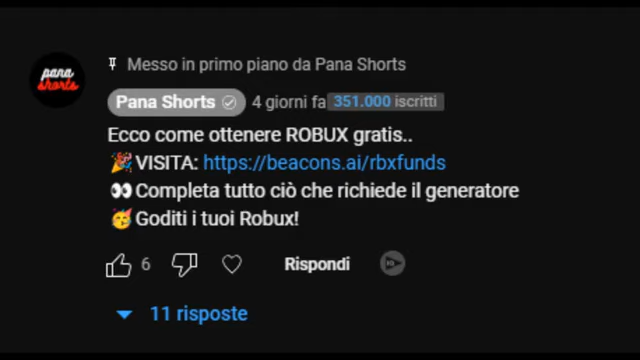 pana
shorts
Messo in primo piano da Pana Shorts
Pana Shorts 4 giorni fa 351.000 iscritti
Ecco come ottenere ROBUX gratis..
🎉VISITA: https://beacons.ai/rbxfunds
👀Completa tutto ciò che richiede il generatore
🥳Goditi i tuoi Robux!
6 Rispondi
11 risposte